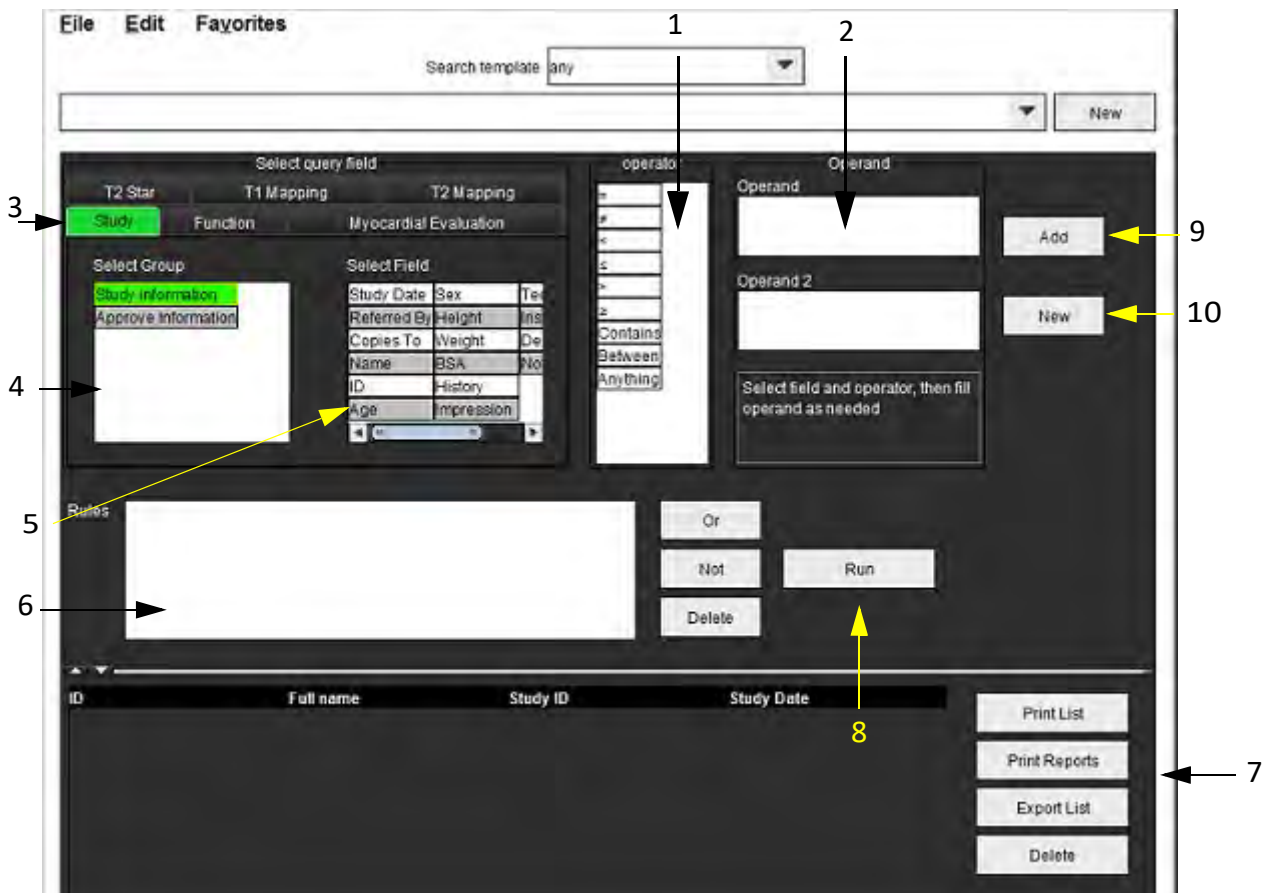 File Edit Favorites
1
2
Search template any
New
Select query field
operator
Operand
T2 Star T1 Mapping T2 Mapping
3
Study Function Myocardial Evaluation
Select Group
Study Information
Approve Information
4
Select Field
Study Date Sex Tec
Referred By Height Ins
Copies To Weight De
Name BSA No
ID History
Age Impression
5
=
≠
<
≤
>
≥
Contains
Between
Anything
Operand
Operand 2
Select field and operator, then fill
operand as needed
Add
9
New
10
Rules
6
Or
Not
Delete
Run
8
ID Full name Study ID Study Date
Print List
Print Reports
Export List
Delete
7